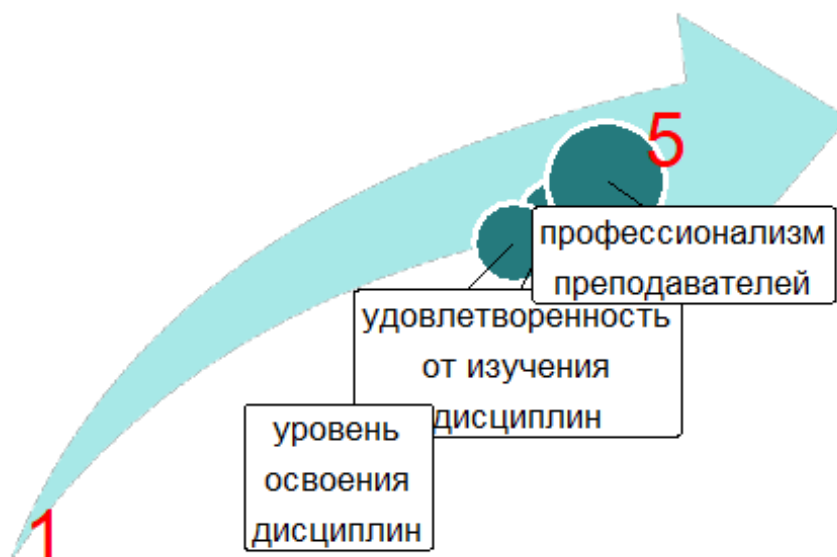 5
профессионализм
преподавателей
удовлетворенность
от изучения
дисциплин
уровень
освоения
дисциплин
1